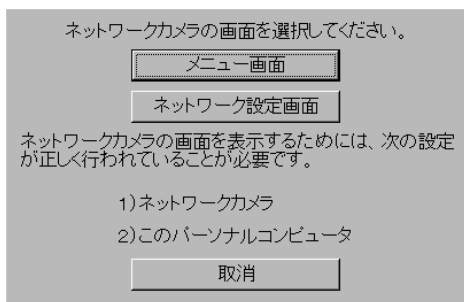 ネットワークカメラの画面を選択してください。
メニュー画面
ネットワーク設定画面
ネットワークカメラの画面を表示するためには、次の設定
が正しく行われていることが必要です。
1)ネットワークカメラ
2)このパーソナルコンピュータ
取消